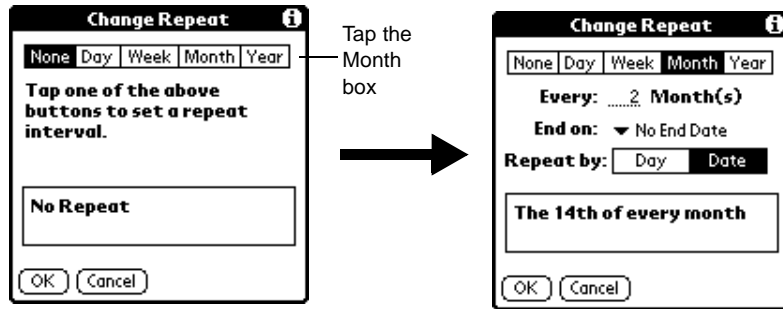 Change Repeat i
None Day Week Month Year
Tap one of the above
buttons to set a repeat
interval.
No Repeat
OK Cancel
Tap the
Month
box
Change Repeat i
None Day Week Month Year
Every: 2 Month(s)
End on: No End Date
Repeat by: Day Date
The 14th of every month
OK Cancel